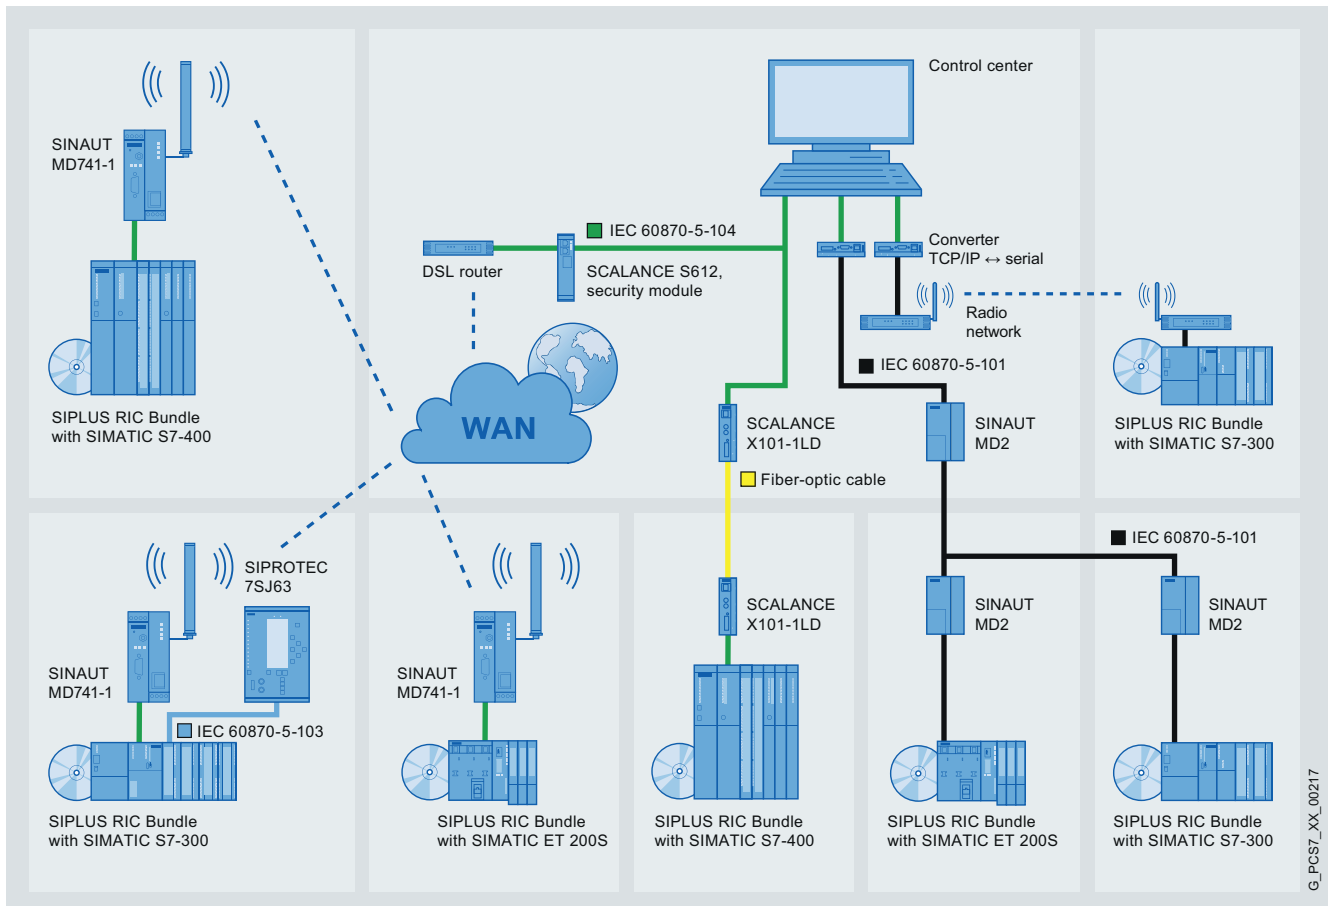 Control center
SINAUT
MD741-1
IEC 60870-5-104
DSL router
SCALANCE S612,
security module
Converter
TCP/IP ↔ serial
Radio
network
IEC 60870-5-101
WAN
SIPLUS RIC Bundle
with SIMATIC S7-400
SCALANCE
X101-1LD
SINAUT
MD2
SIPLUS RIC Bundle
with SIMATIC S7-300
Fiber-optic cable
IEC 60870-5-101
SIPROTEC
7SJ63
SINAUT
MD741-1
IEC 60870-5-103
SIPLUS RIC Bundle
with SIMATIC S7-300
SINAUT
MD741-1
SIPLUS RIC Bundle
with SIMATIC ET 200S
SCALANCE
X101-1LD
SIPLUS RIC Bundle
with SIMATIC S7-400
SINAUT
MD2
SIPLUS RIC Bundle
with SIMATIC ET 200S
SINAUT
MD2
SIPLUS RIC Bundle
with SIMATIC S7-300
G_PCS7_XX_00217